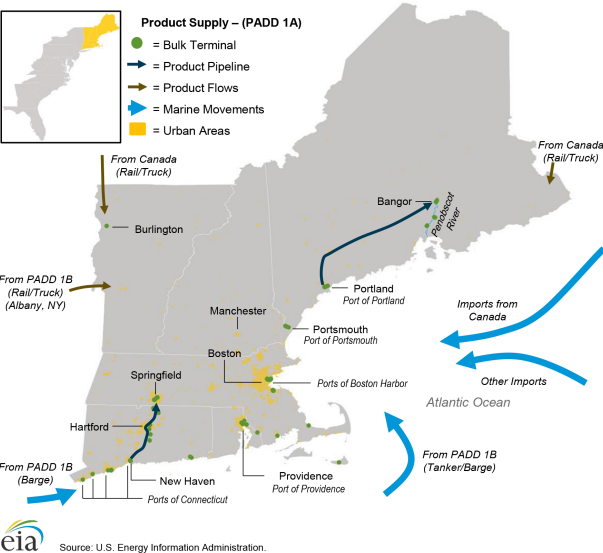 Product Supply – (PADD 1A)
= Bulk Terminal
= Product Pipeline
= Product Flows
= Marine Movements
= Urban Areas
From Canada
(Rail/Truck)
From Canada
(Rail/Truck)
Burlington
Bangor
Penobscot
River
From PADD 1B
(Rail/Truck)
(Albany, NY)
Portland
Port of Portland
Manchester
Imports from
Canada
Portsmouth
Port of Portsmouth
Boston
Springfield
Ports of Boston Harbor
Other Imports
Atlantic Ocean
Hartford
From PADD 1B
(Tanker/Barge)
From PADD 1B
(Barge)
New Haven
Providence
Port of Providence
Ports of Connecticut
eia
Source: U.S. Energy Information Administration.